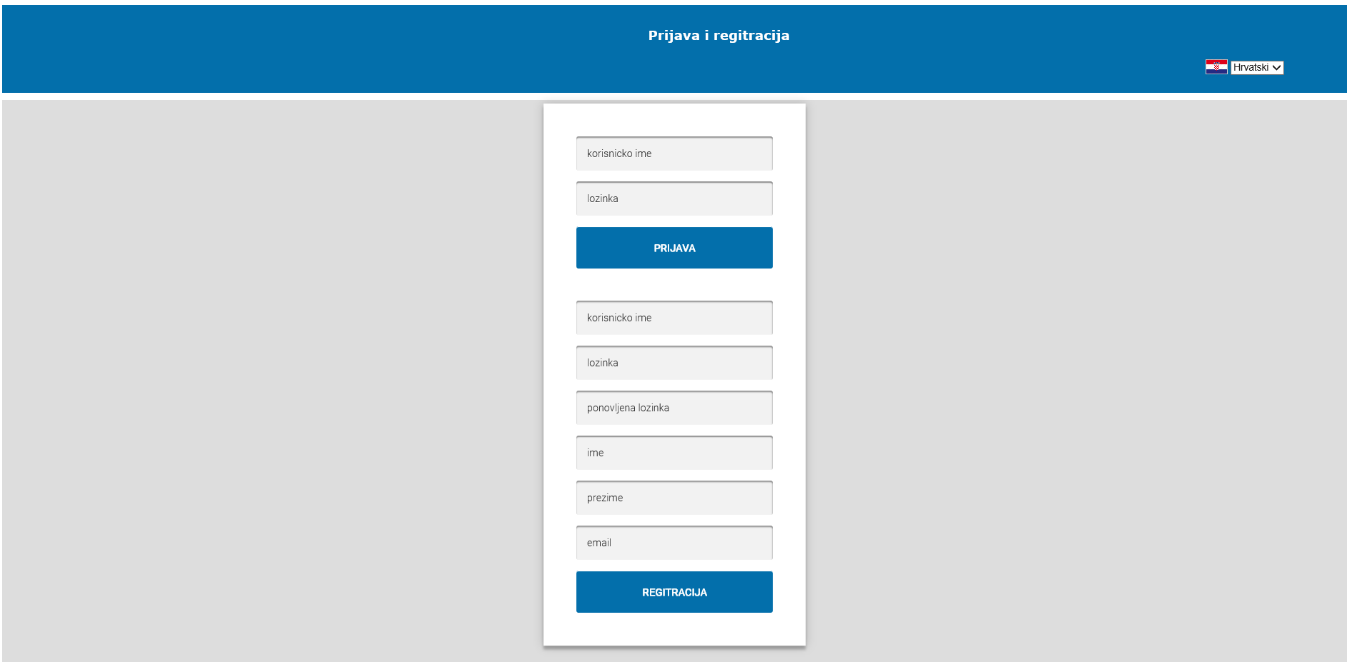 Prijava i regitracija
Hrvatski
korisnicko ime
lozinka
PRIJAVA
korisnicko ime
lozinka
ponovljena lozinka
ime
prezime
email
REGITRACIJA